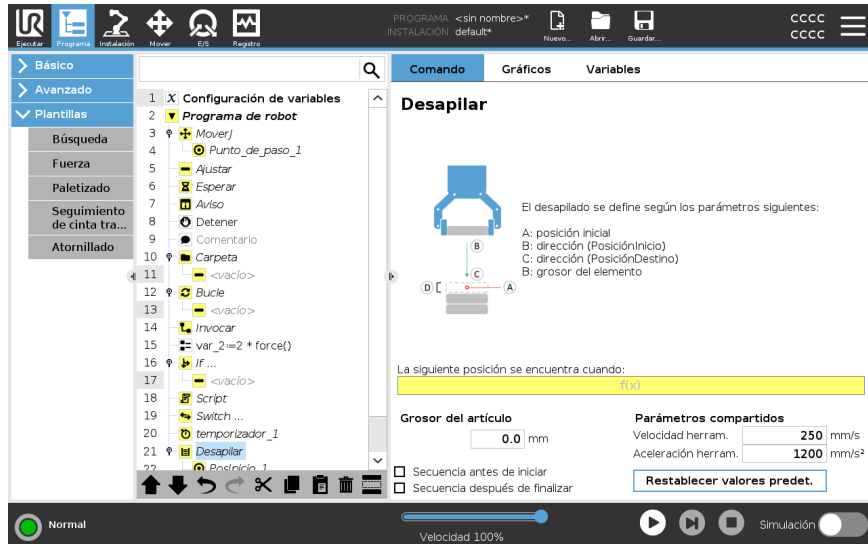 PROGRAMA <sin nombre>*
INSTALACIÓN default*
Ejecutar
Programa
Instalación
Mover
E/S
Registro
Nuevo...
Abrir...
Guardar...
CCCC
CCCC
Básico
Avanzado
Plantillas
Búsqueda
Fuerza
Paletizado
Seguimiento
de cinta tra...
Atornillado
1 X Configuración de variables
2 Programa de robot
3 MoverJ
4 Punto_de_paso_1
5 Ajustar
6 Esperar
7 Aviso
8 Detener
9 Comentario
10 Carpeta
11 <vacío>
12 Bucle
13 <vacío>
14 Invocar
15 var_2:=2 * force()
16 If ...
17 <vacío>
18 Script
19 Switch ...
20 temporizador_1
21 Desapilar
22 PosInicio_1
Comando
Gráficos
Variables
Desapilar
B
C
D
A
El desapilado se define según los parámetros siguientes:
A: posición inicial
B: dirección (PosiciónInicio)
C: dirección (PosiciónDestino)
B: grosor del elemento
La siguiente posición se encuentra cuando:
f(x)
Grosor del artículo
0.0 mm
Secuencia antes de iniciar
Secuencia después de finalizar
Parámetros compartidos
Velocidad herram. 250 mm/s
Aceleración herram. 1200 mm/s²
Restablecer valores predet.
Normal
Velocidad 100%
Simulación